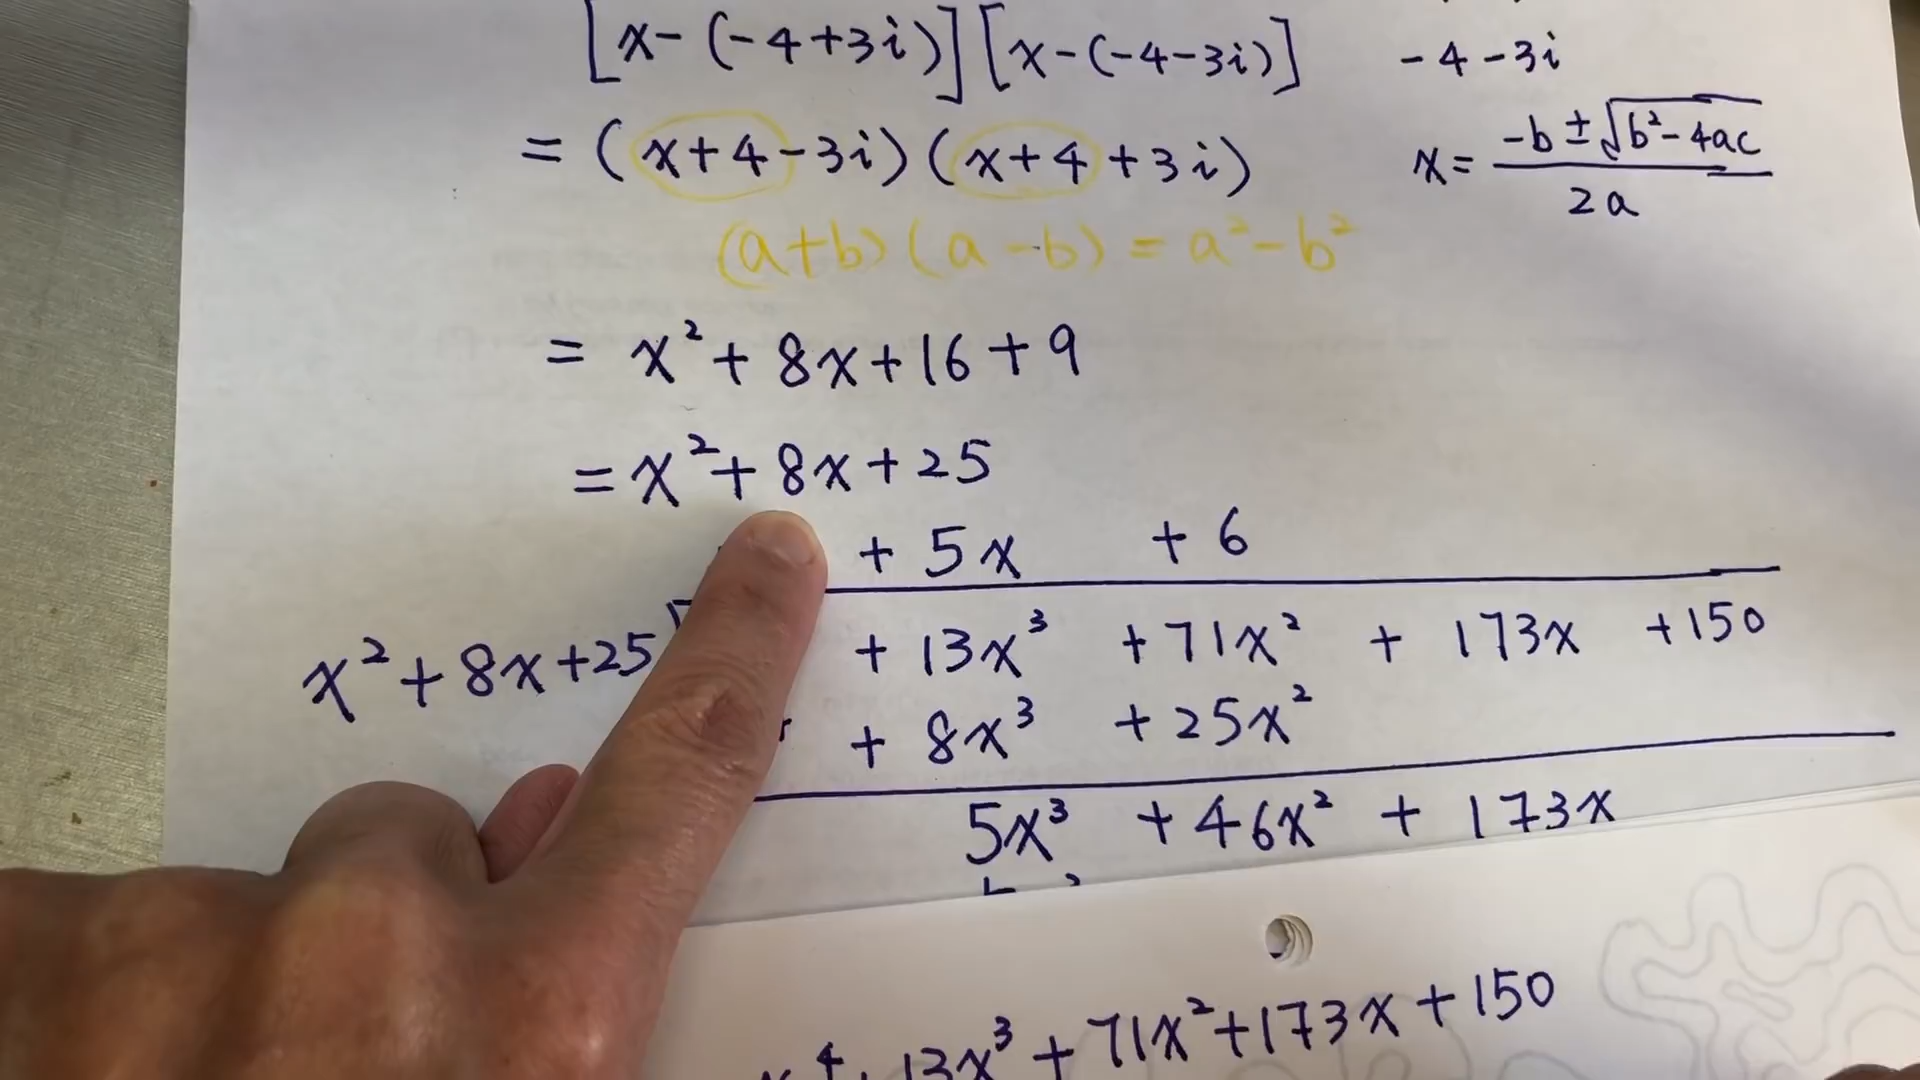 [x-(-4+3i)][x-(-4-3i)]
-4-3i
= (x+4-3i)(x+4+3i)
x = -b±√b²-4ac
2a
(a+b)(a-b) = a²-b²
= x²+8x+16+9
= x²+8x+25
+ 5x + 6
x²+8x+25 + 13x³ +71x² + 173x +150
+ 8x³ +25x²
5x³ +46x² + 173x
13x³ + 71x²+173x+150